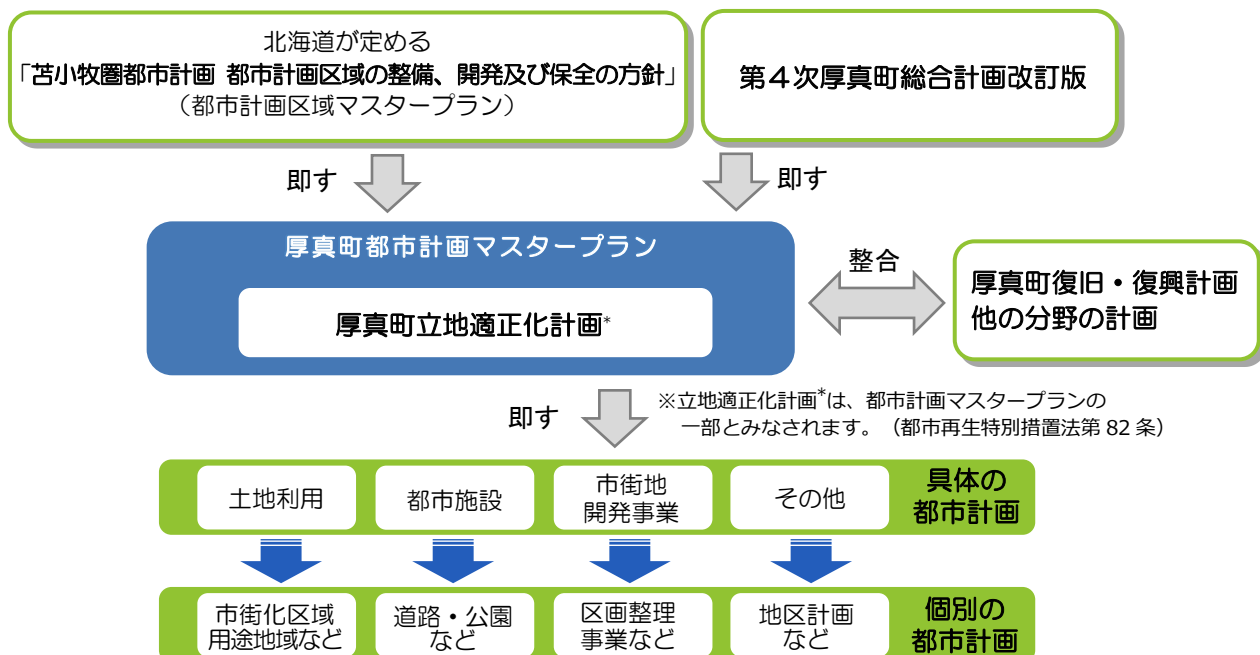 北海道が定める
「苫小牧圏都市計画 都市計画区域の整備、開発及び保全の方針」
（都市計画区域マスタープラン）
第４次厚真町総合計画改訂版
即す
即す
厚真町都市計画マスタープラン
厚真町立地適正化計画*
整合
厚真町復旧・復興計画
他の分野の計画
即す
※立地適正化計画*は、都市計画マスタープランの
一部とみなされます。（都市再生特別措置法第 82 条）
土地利用
都市施設
市街地
開発事業
その他
具体の
都市計画
市街化区域
用途地域など
道路・公園
など
区画整理
事業など
地区計画
など
個別の
都市計画